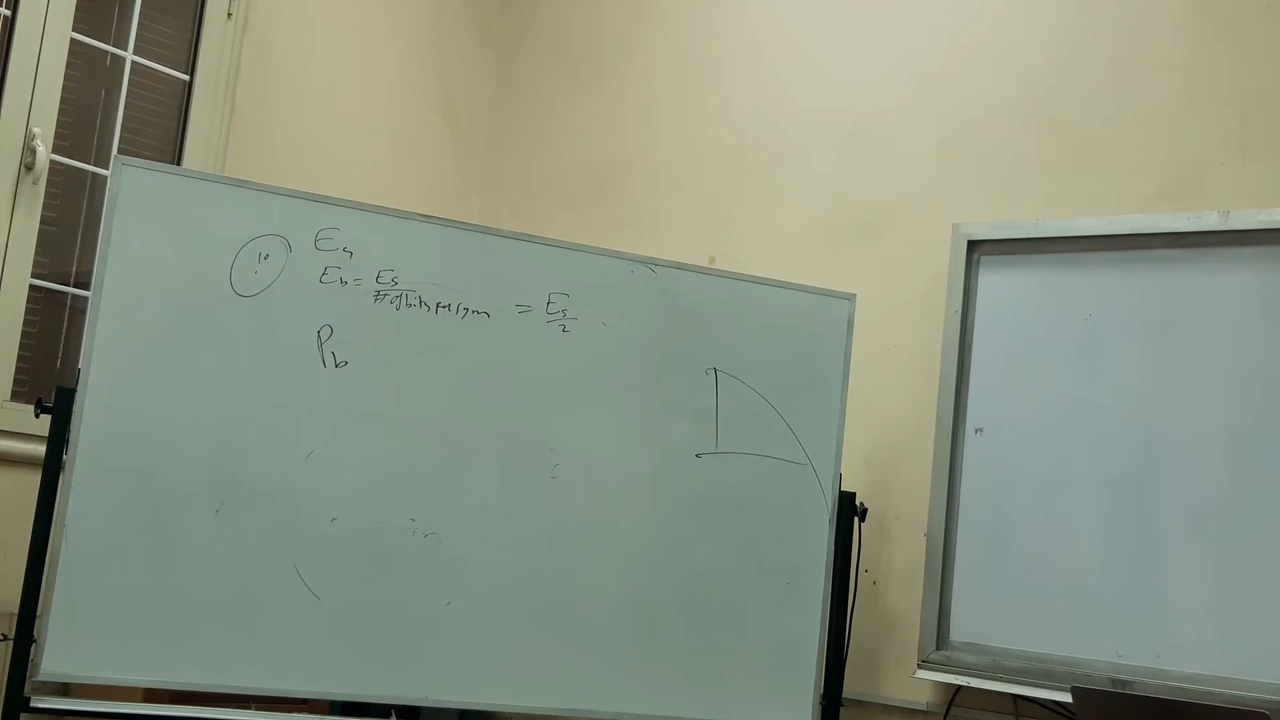 Es
Eb = Es / # of bits per sym = Es / 2
Pb